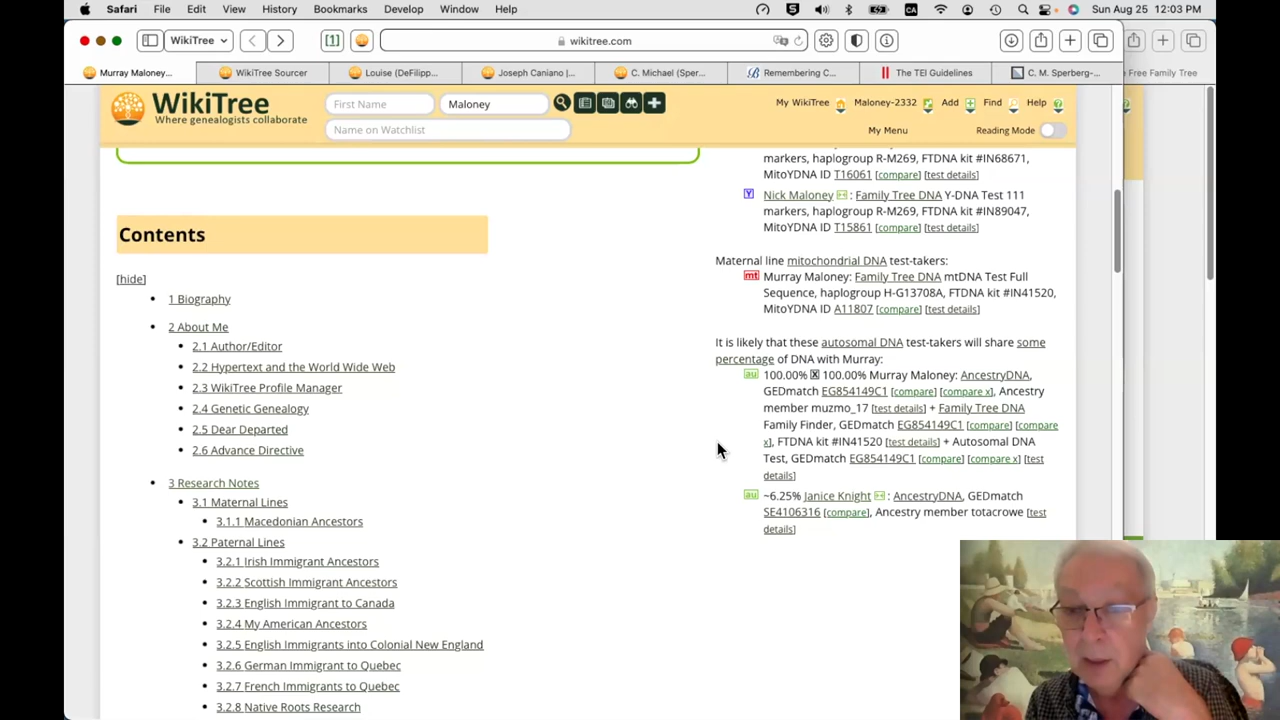 Safari File Edit View History Bookmarks Develop Window Help Sun Aug 25 12:03 PM
WikiTree wikitree.com
Murray Maloney... WikiTree Sourcer Louise (DeFilipp... Joseph Caniano |... C. Michael (Sper... Remembering C... The TEI Guidelines C. M. Sperberg-... Free Family Tree
WikiTree
Where genealogists collaborate
First Name Maloney
Name on Watchlist
My WikiTree Maloney-2332 Add Find Help
My Menu Reading Mode
Contents
[hide]
1 Biography
2 About Me
2.1 Author/Editor
2.2 Hypertext and the World Wide Web
2.3 WikiTree Profile Manager
2.4 Genetic Genealogy
2.5 Dear Departed
2.6 Advance Directive
3 Research Notes
3.1 Maternal Lines
3.1.1 Macedonian Ancestors
3.2 Paternal Lines
3.2.1 Irish Immigrant Ancestors
3.2.2 Scottish Immigrant Ancestors
3.2.3 English Immigrant to Canada
3.2.4 My American Ancestors
3.2.5 English Immigrants into Colonial New England
3.2.6 German Immigrant to Quebec
3.2.7 French Immigrants to Quebec
3.2.8 Native Roots Research
markers, haplogroup R-M269, FTDNA kit #IN68671,
MitoYDNA ID T16061 [compare] [test details]
Y Nick Maloney : Family Tree DNA Y-DNA Test 111
markers, haplogroup R-M269, FTDNA kit #IN89047,
MitoYDNA ID T15861 [compare] [test details]
Maternal line mitochondrial DNA test-takers:
mt Murray Maloney: Family Tree DNA mtDNA Test Full
Sequence, haplogroup H-G13708A, FTDNA kit #IN41520,
MitoYDNA ID A11807 [compare] [test details]
It is likely that these autosomal DNA test-takers will share some
percentage of DNA with Murray:
au 100.00% X 100.00% Murray Maloney: AncestryDNA,
GEDmatch EG854149C1 [compare] [compare x], Ancestry
member muzmo_17 [test details] + Family Tree DNA
Family Finder, GEDmatch EG854149C1 [compare] [compare
x], FTDNA kit #IN41520 [test details] + Autosomal DNA
Test, GEDmatch EG854149C1 [compare] [compare x] [test
details]
au ~6.25% Janice Knight : AncestryDNA, GEDmatch
SE4106316 [compare], Ancestry member totacrowe [test
details]